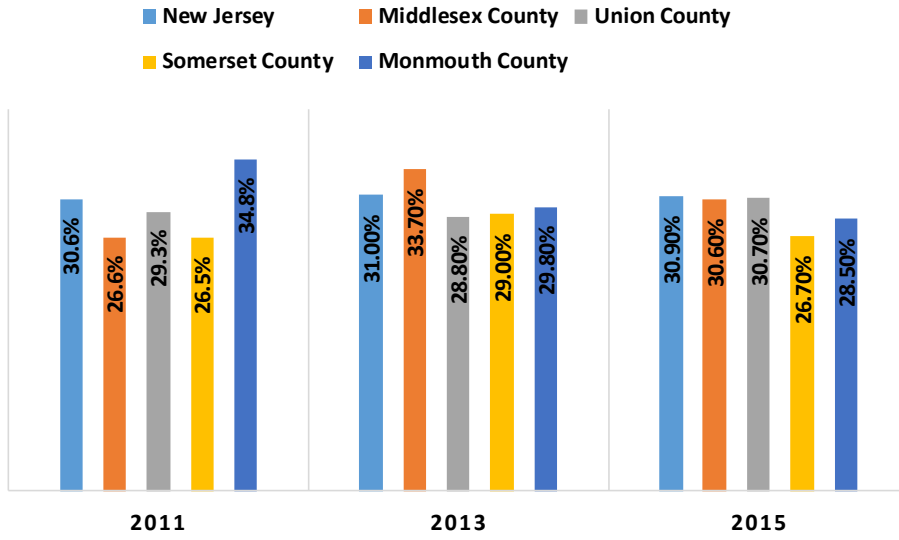 New Jersey Middlesex County Union County
Somerset County Monmouth County
30.6% 26.6% 29.3% 26.5% 34.8% 31.00% 33.70% 28.80% 29.00% 29.80% 30.90% 30.60% 30.70% 26.70% 28.50%
2011 2013 2015